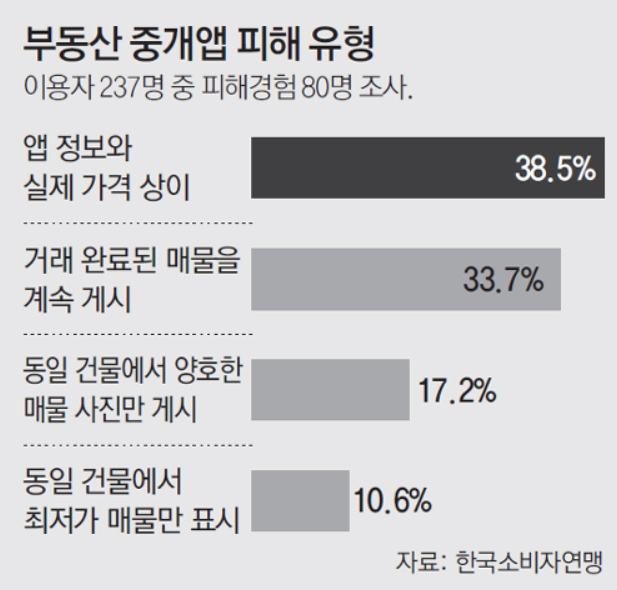 부동산 중개앱 피해 유형
이용자 237명 중 피해경험 80명 조사.
앱 정보와
실제 가격 상이
38.5%
거래 완료된 매물을
계속 게시
33.7%
동일 건물에서 양호한
매물 사진만 게시
17.2%
동일 건물에서
최저가 매물만 표시
10.6%
자료: 한국소비자연맹